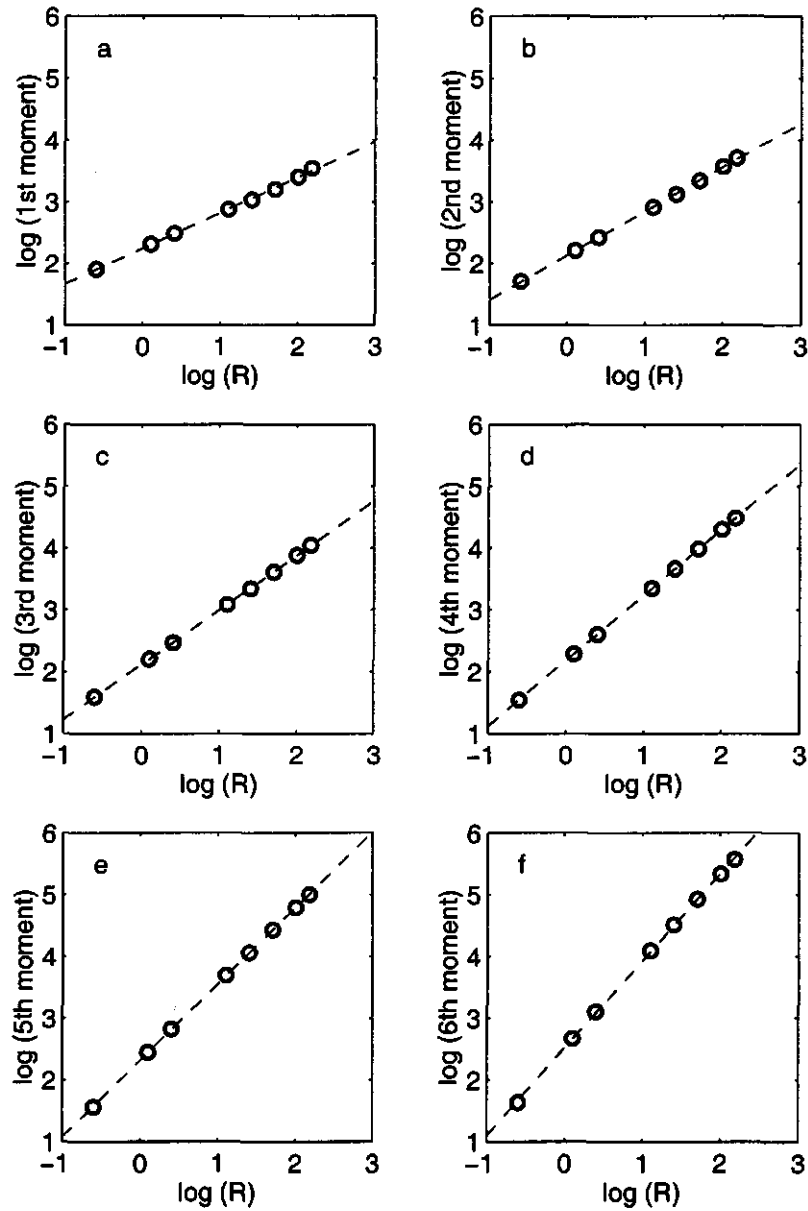 a
log (1st moment)
6
5
4
3
2
1
-1 0 1 2 3
log (R)
b
log (2nd moment)
6
5
4
3
2
1
-1 0 1 2 3
log (R)
c
log (3rd moment)
6
5
4
3
2
1
-1 0 1 2 3
log (R)
d
log (4th moment)
6
5
4
3
2
1
-1 0 1 2 3
log (R)
e
log (5th moment)
6
5
4
3
2
1
-1 0 1 2 3
log (R)
f
log (6th moment)
6
5
4
3
2
1
-1 0 1 2 3
log (R)